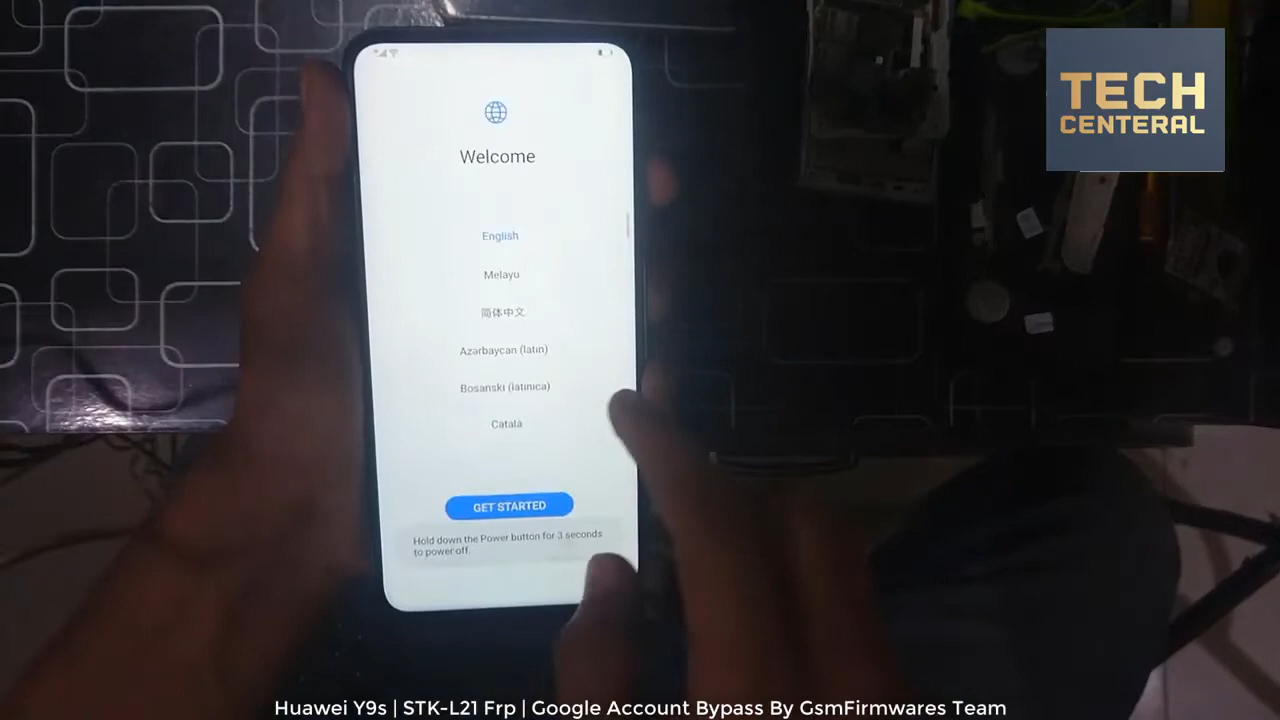 TECH
CENTERAL
Welcome
English
Melayu
简体中文
Azərbaycan (latın)
Bosanski (latinica)
Català
GET STARTED
Hold down the Power button for 3 seconds
to power off.
Huawei Y9s | STK-L21 Frp | Google Account Bypass By GsmFirmwares Team